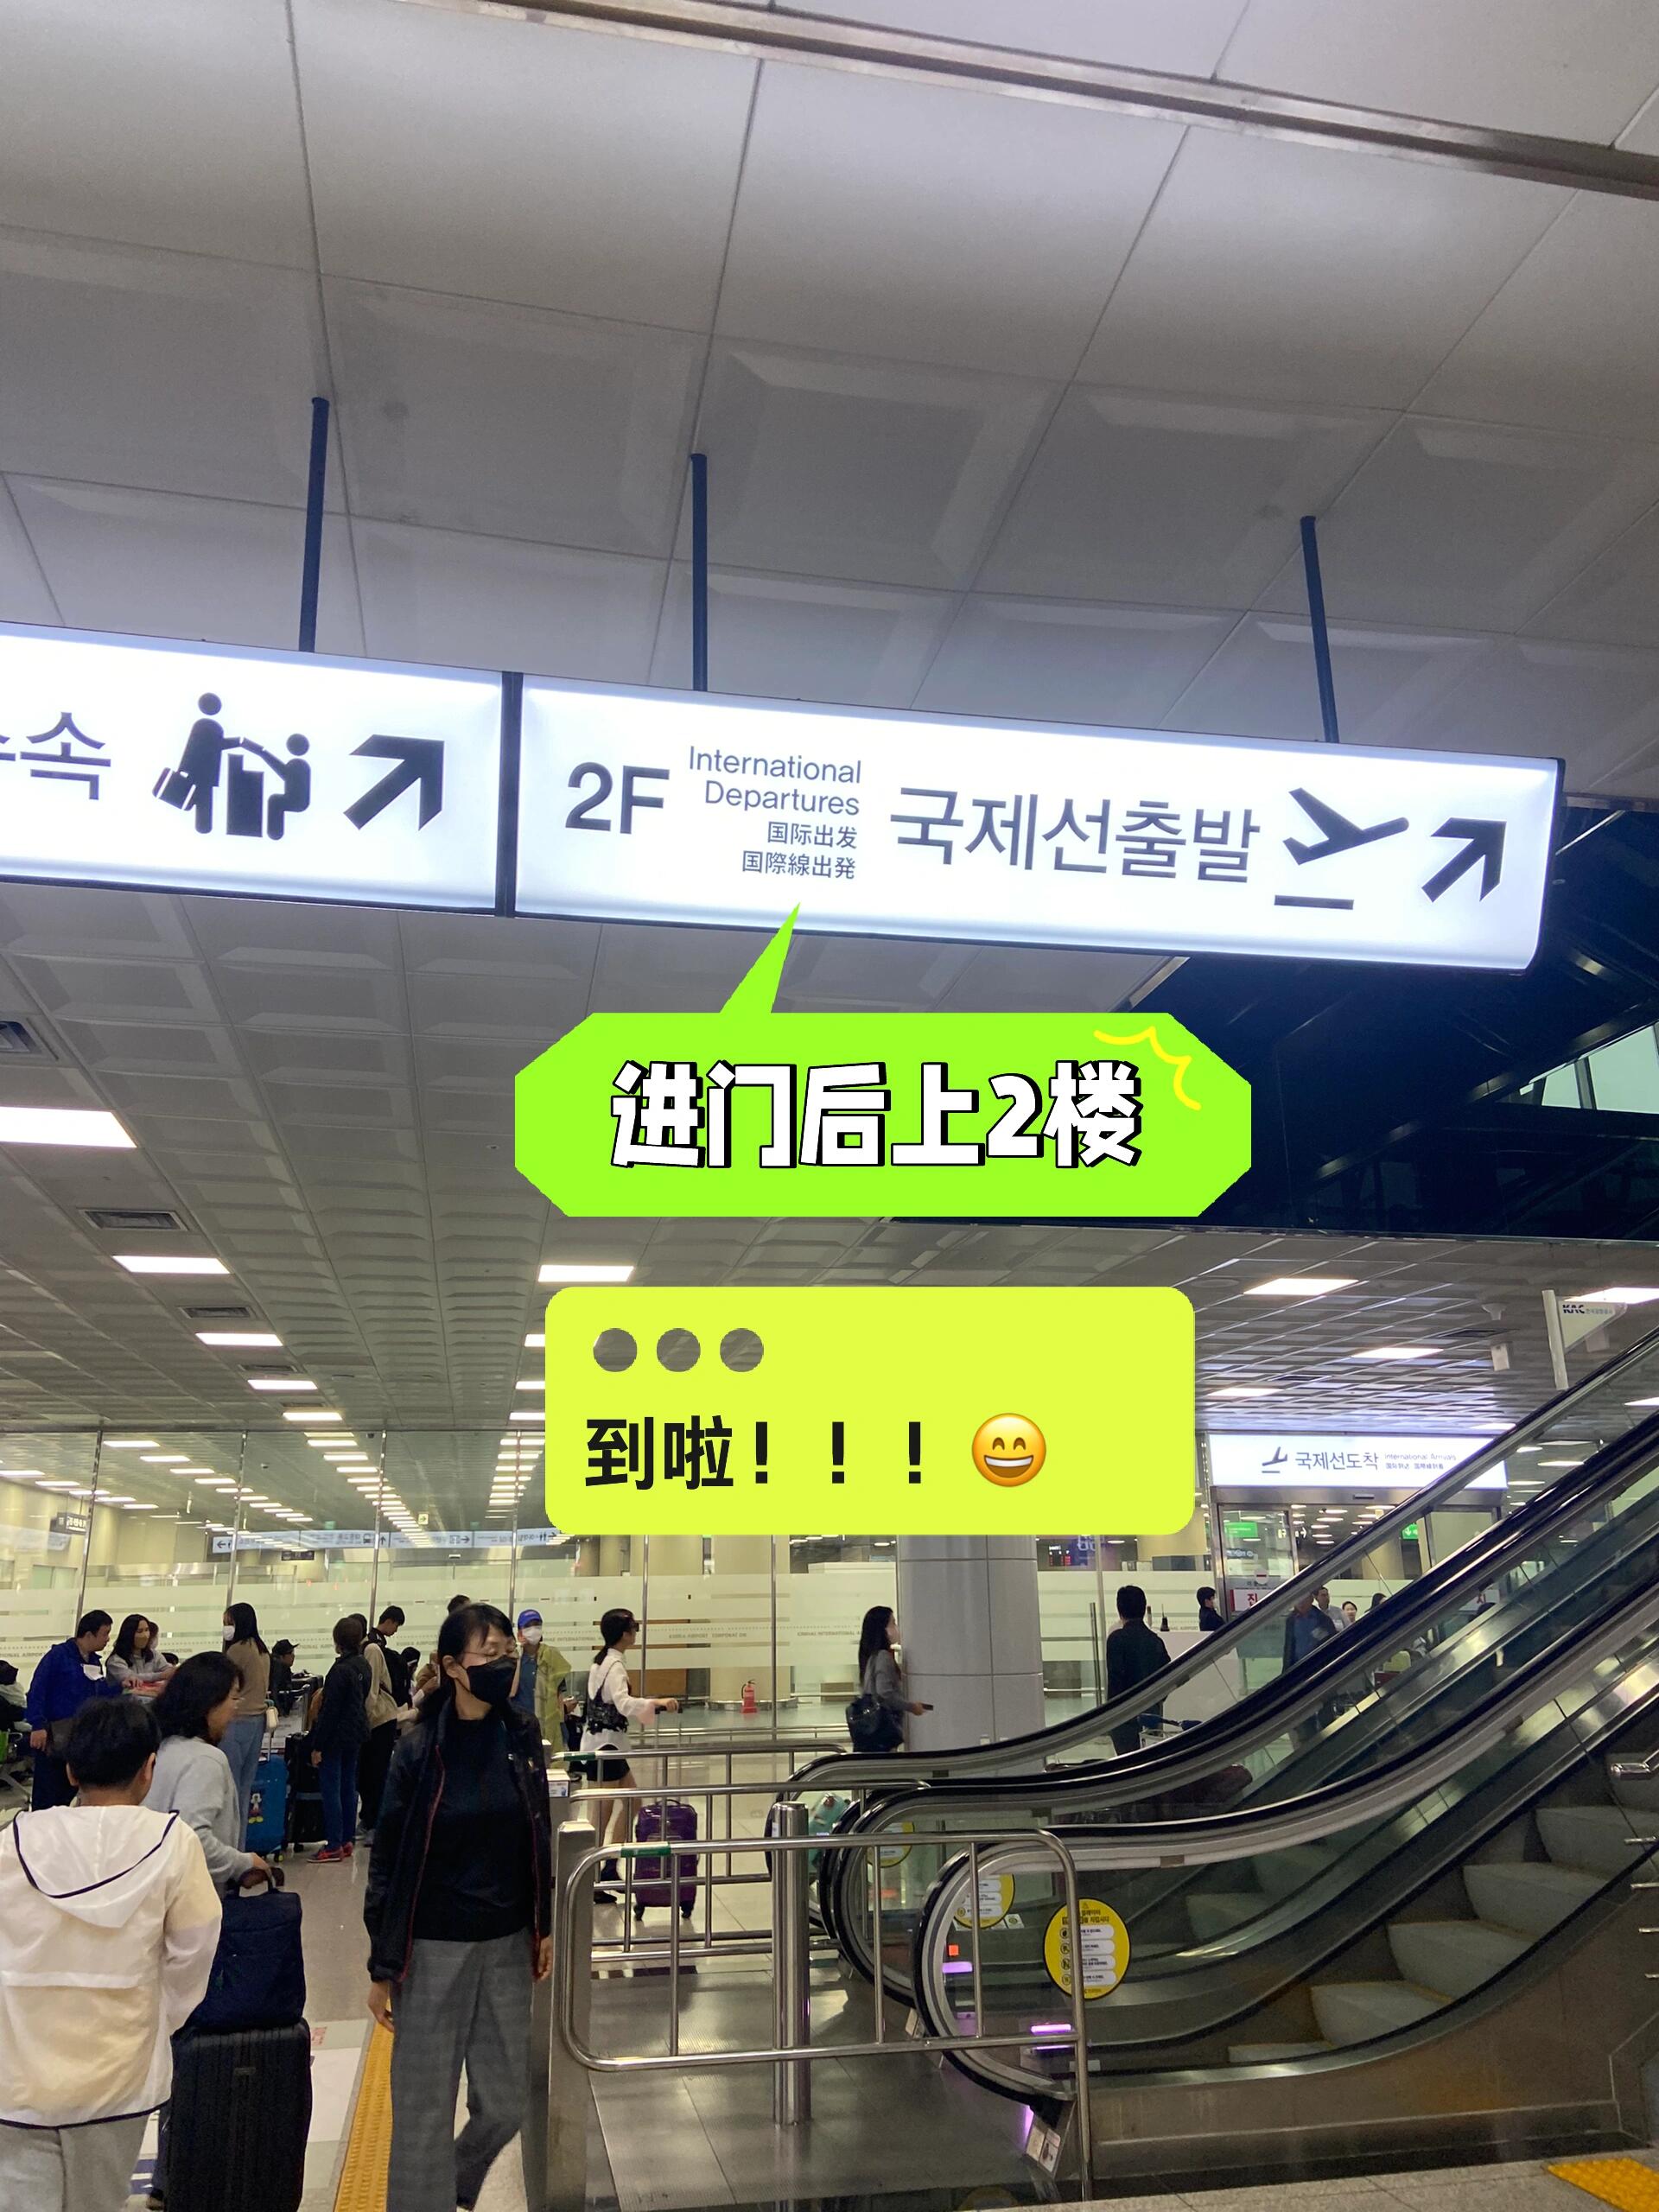 속
2F
International
Departures
国际出发
国際線出発
국제선출발
进门后上2楼
到啦！！！😄
KAC
국제선도착
International Arrivals